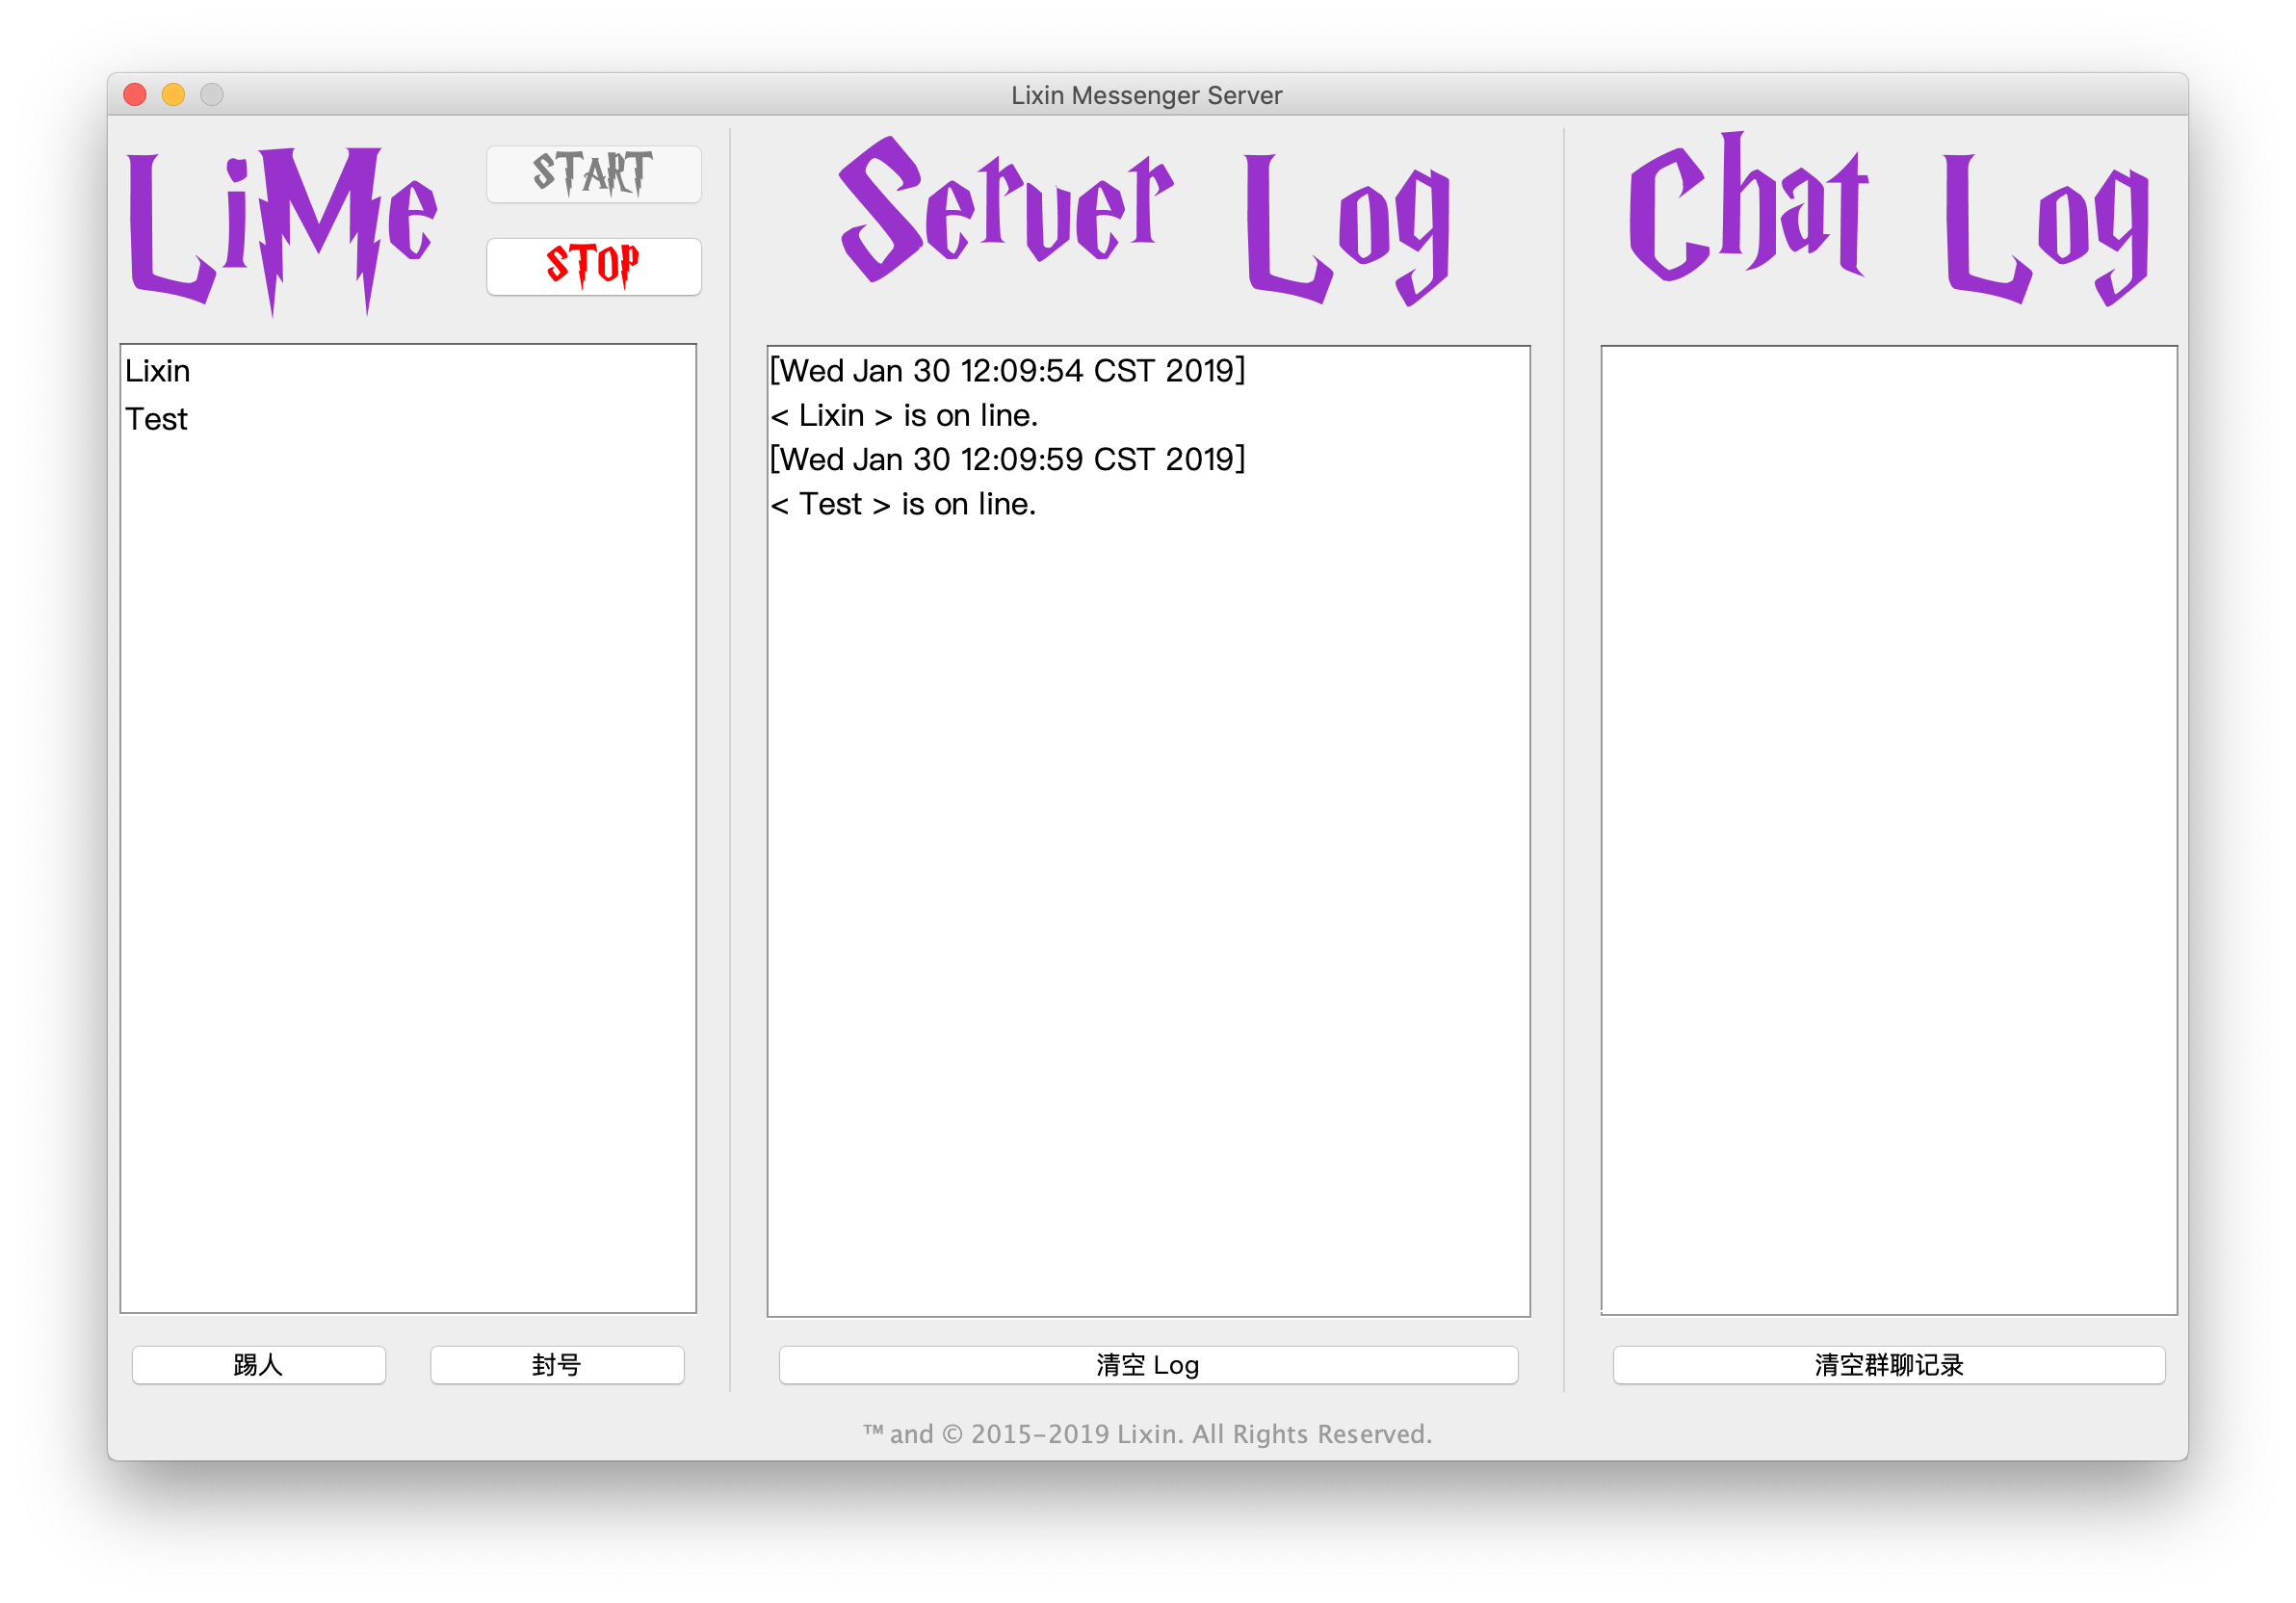 Lixin Messenger Server
LiMe
START
STOP
Lixin
Test
踢人
封号
Server Log
[Wed Jan 30 12:09:54 CST 2019]
< Lixin > is on line.
[Wed Jan 30 12:09:59 CST 2019]
< Test > is on line.
清空 Log
Chat Log
清空群聊记录
™ and © 2015-2019 Lixin. All Rights Reserved.